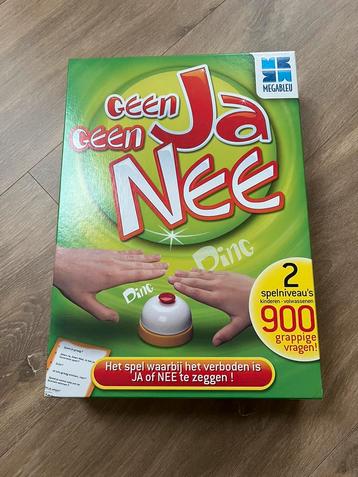 MEGABLEU
GEEN JA
GEEN NEE
DING
DING
2
spelniveau's
kinderen - volwassenen
900
grappige
vragen!
Het spel waarbij het verboden is
JA of NEE te zeggen !